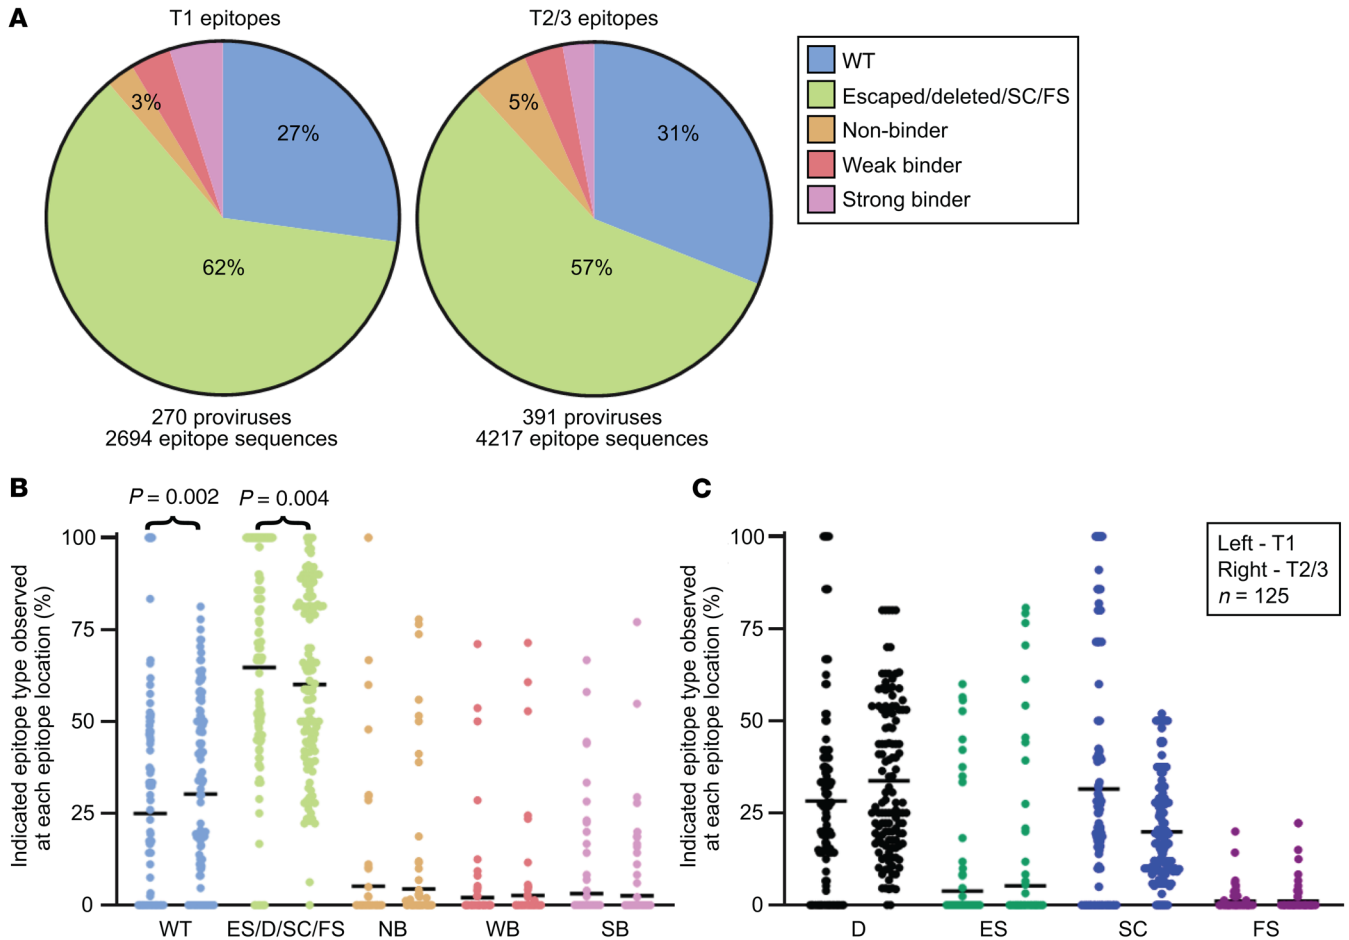 A
T1 epitopes
T2/3 epitopes
3%
27%
62%
5%
31%
57%
WT
Escaped/deleted/SC/FS
Non-binder
Weak binder
Strong binder
270 proviruses
2694 epitope sequences
391 proviruses
4217 epitope sequences
B
P = 0.002
P = 0.004
Indicated epitope type observed
at each epitope location (%)
100
75
50
25
0
WT
ES/D/SC/FS
NB
WB
SB
C
Left - T1
Right - T2/3
n = 125
Indicated epitope type observed
at each epitope location (%)
100
75
50
25
0
D
ES
SC
FS